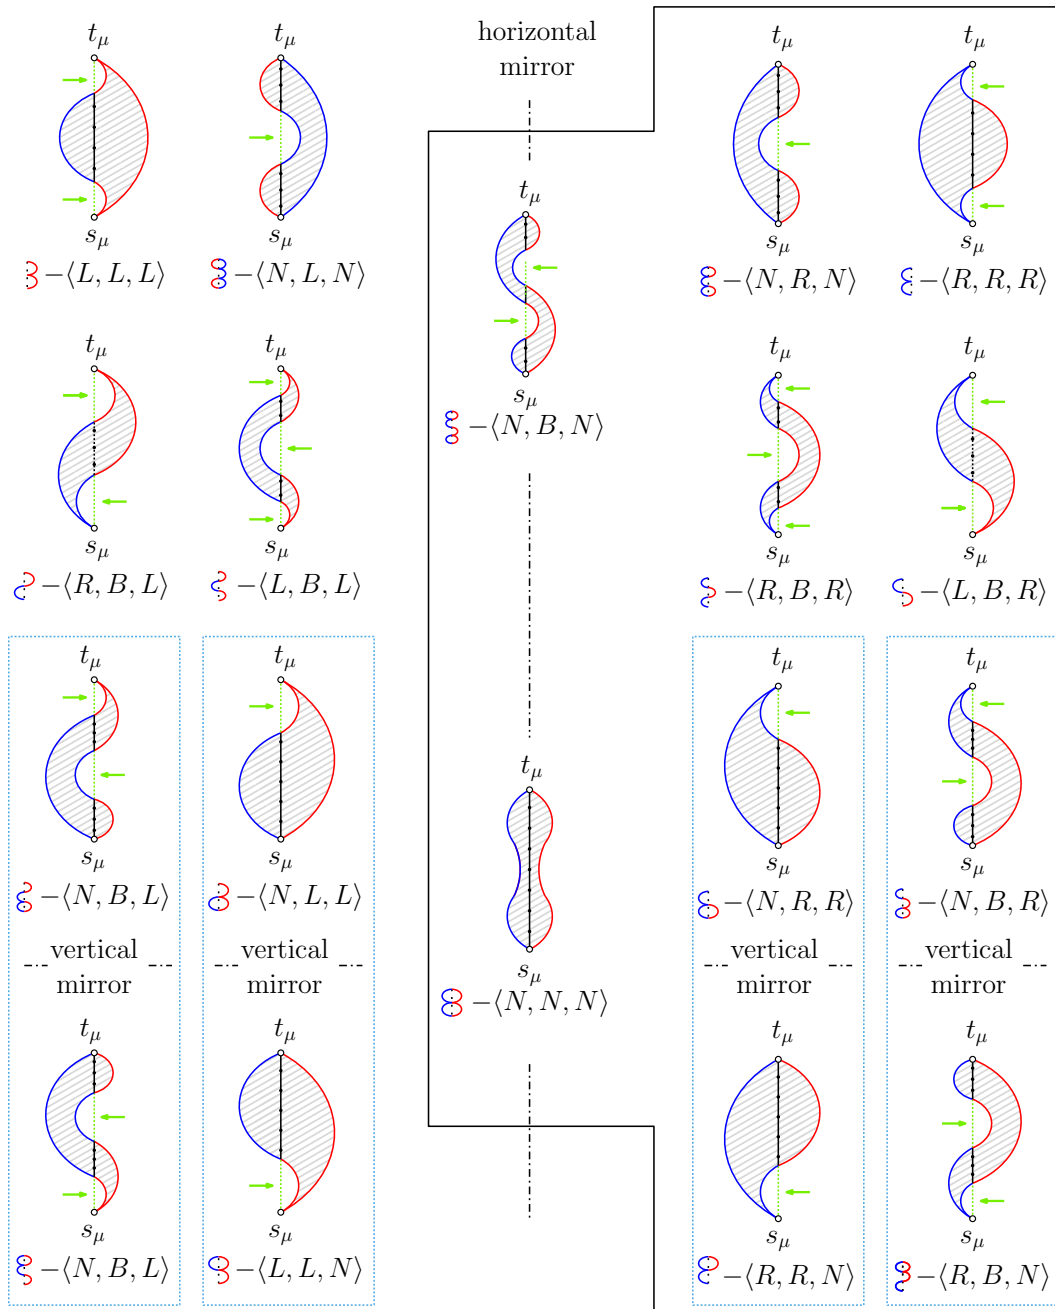 horizontal
mirror
t_μ
s_μ
–⟨L, L, L⟩
t_μ
s_μ
–⟨N, L, N⟩
t_μ
s_μ
–⟨N, B, N⟩
t_μ
s_μ
–⟨N, R, N⟩
t_μ
s_μ
–⟨R, R, R⟩
t_μ
s_μ
–⟨R, B, L⟩
t_μ
s_μ
–⟨L, B, L⟩
t_μ
s_μ
–⟨R, B, R⟩
t_μ
s_μ
–⟨L, B, R⟩
t_μ
s_μ
–⟨N, B, L⟩
t_μ
s_μ
–⟨N, L, L⟩
t_μ
s_μ
–⟨N, N, N⟩
t_μ
s_μ
–⟨N, R, R⟩
t_μ
s_μ
–⟨N, B, R⟩
vertical
mirror
vertical
mirror
vertical
mirror
vertical
mirror
t_μ
s_μ
–⟨N, B, L⟩
t_μ
s_μ
–⟨L, L, N⟩
t_μ
s_μ
–⟨R, R, N⟩
t_μ
s_μ
–⟨R, B, N⟩